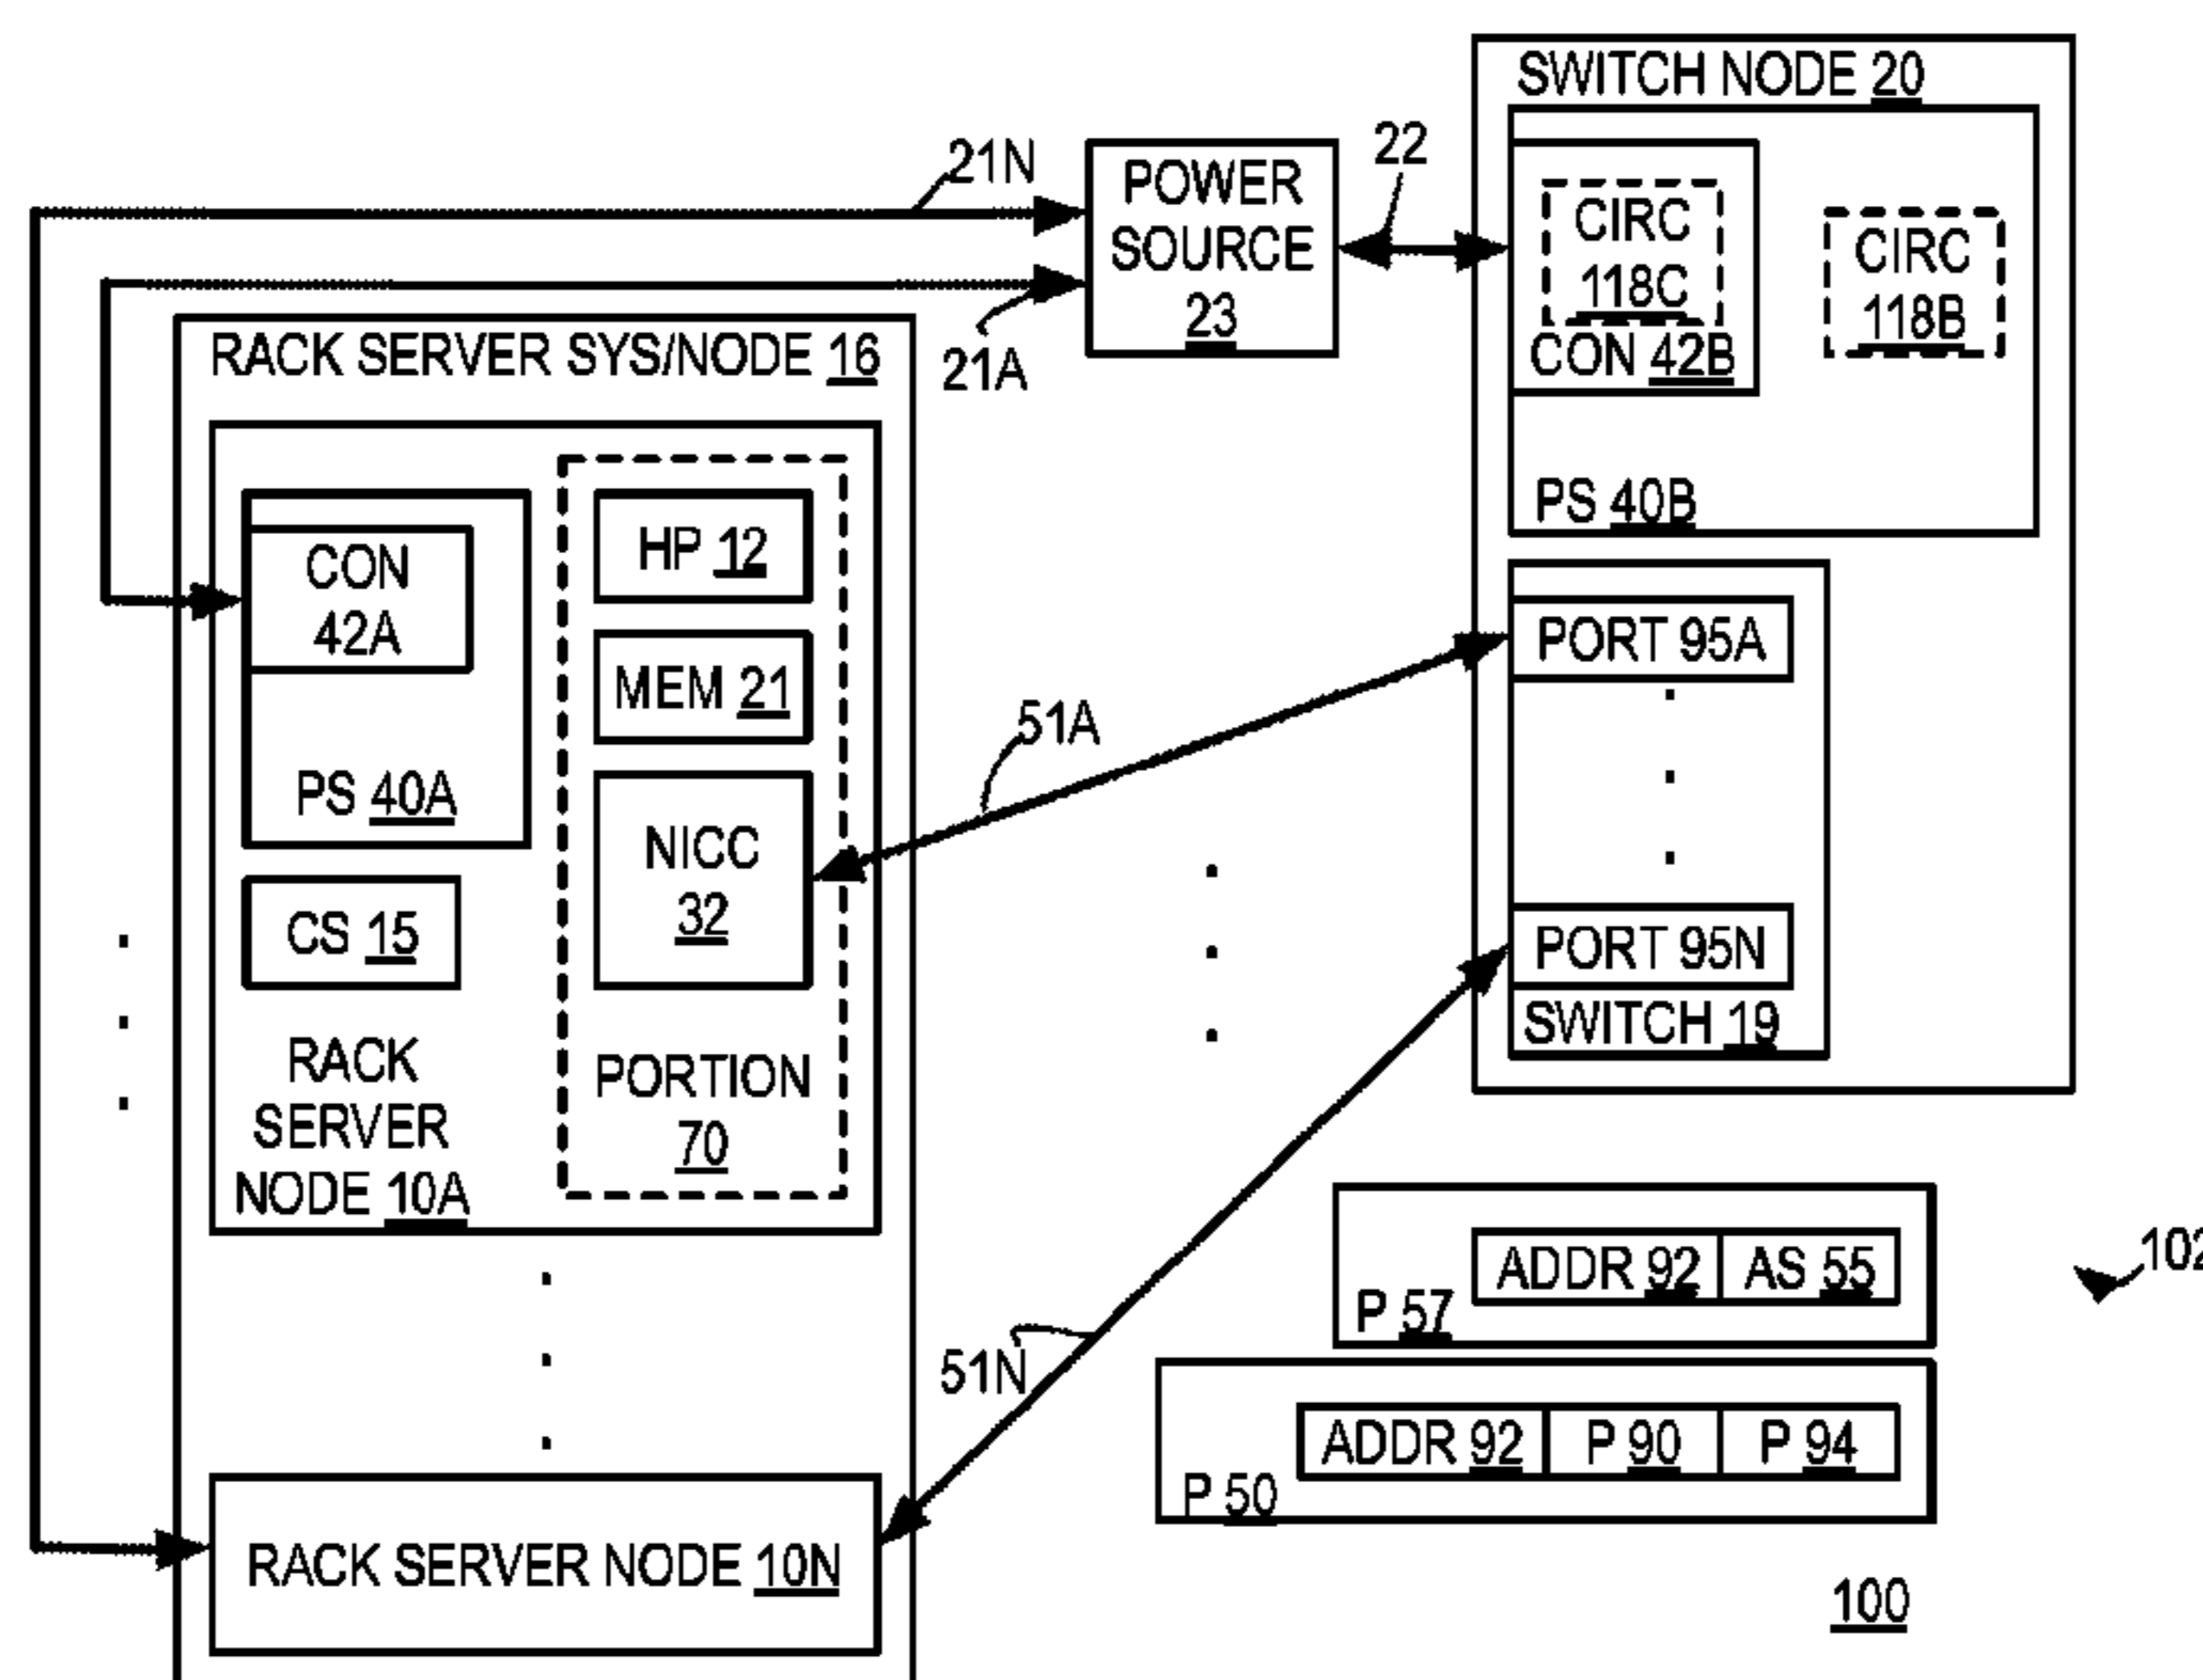 SWITCH NODE 20
21N
POWER
SOURCE
23
22
CIRC
118C
CON 42B
CIRC
118B
PS 40B
21A
RACK SERVER SYS/NODE 16
CON
42A
PS 40A
CS 15
HP 12
MEM 21
NICC
32
PORTION
70
RACK
SERVER
NODE 10A
51A
PORT 95A
PORT 95N
SWITCH 19
51N
ADDR 92 AS 55
P 57
102
ADDR 92 P 90 P 94
P 50
RACK SERVER NODE 10N
100